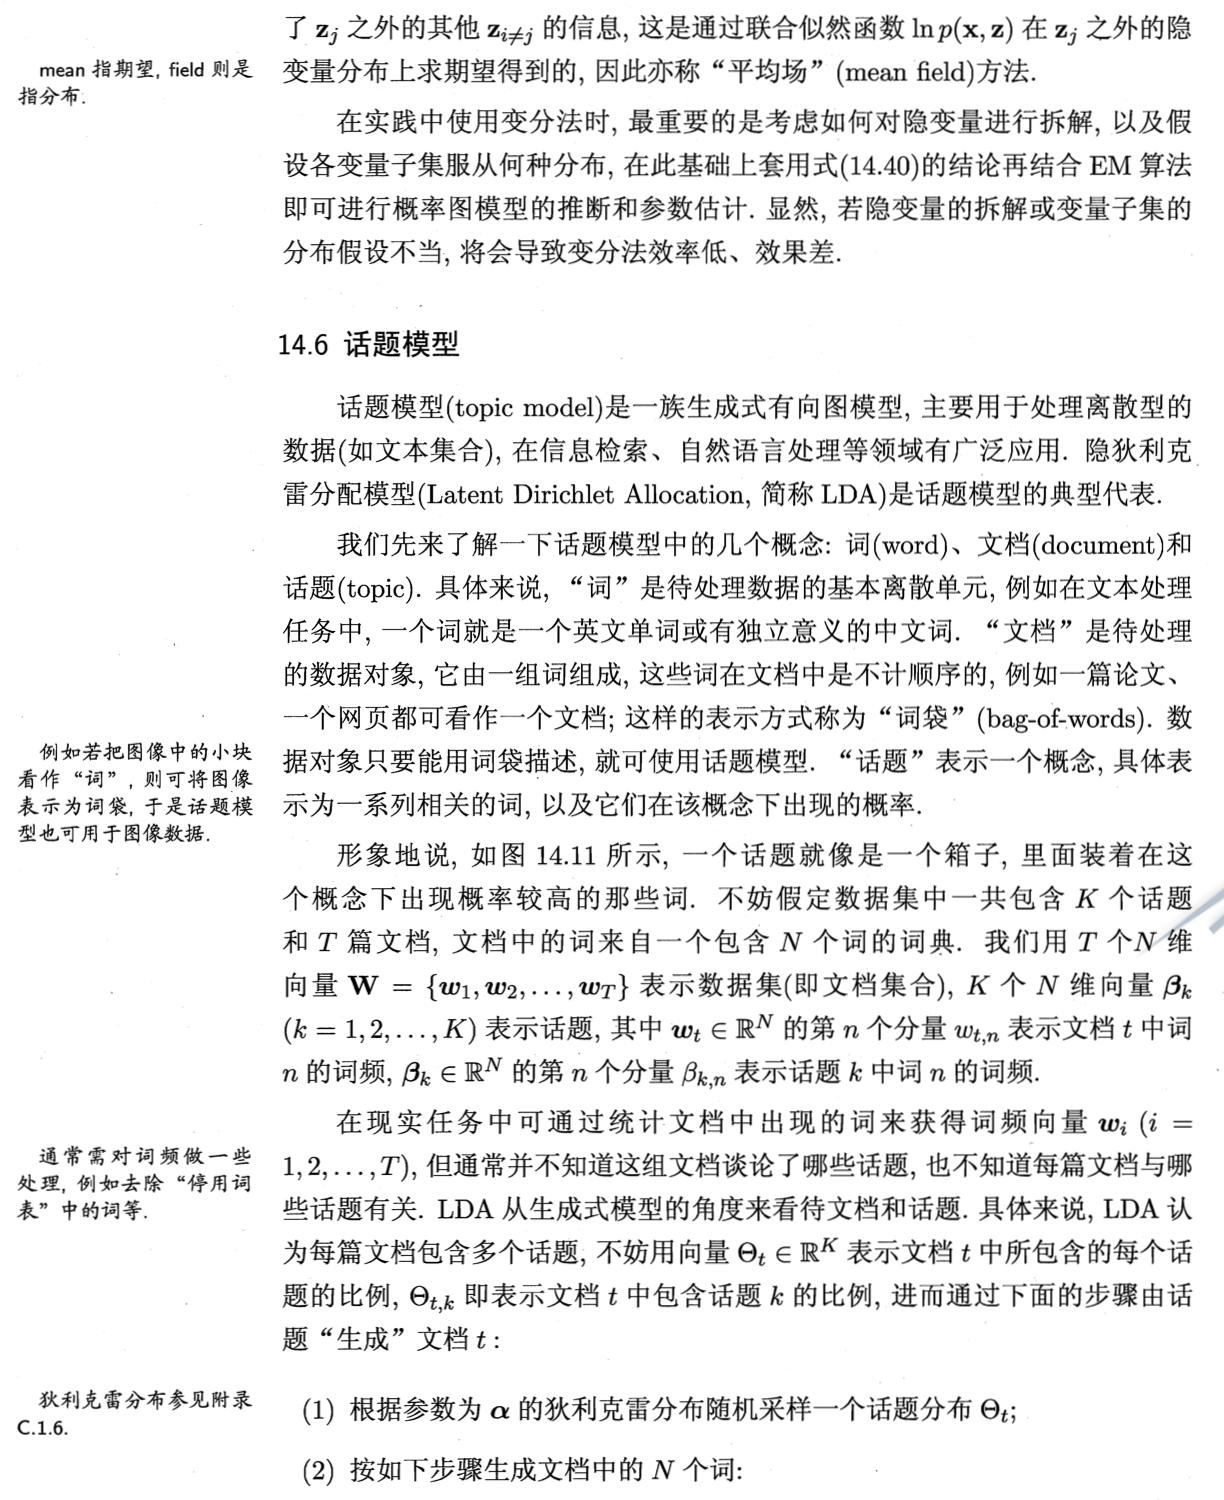 了 z_j 之外的其他 z_{i≠j} 的信息, 这是通过联合似然函数 ln p(x, z) 在 z_j 之外的隐
mean 指期望, field 则是
指分布.
变量分布上求期望得到的, 因此亦称“平均场”(mean field)方法.
在实践中使用变分法时, 最重要的是考虑如何对隐变量进行拆解, 以及假
设各变量子集服从何种分布, 在此基础上套用式(14.40)的结论再结合 EM 算法
即可进行概率图模型的推断和参数估计. 显然, 若隐变量的拆解或变量子集的
分布假设不当, 将会导致变分法效率低、效果差.
14.6 话题模型
话题模型(topic model)是一族生成式有向图模型, 主要用于处理离散型的
数据(如文本集合), 在信息检索、自然语言处理等领域有广泛应用. 隐狄利克
雷分配模型(Latent Dirichlet Allocation, 简称 LDA)是话题模型的典型代表.
我们先来了解一下话题模型中的几个概念: 词(word)、文档(document)和
话题(topic). 具体来说, “词”是待处理数据的基本离散单元, 例如在文本处理
任务中, 一个词就是一个英文单词或有独立意义的中文词. “文档”是待处理
的数据对象, 它由一组词组成, 这些词在文档中是不计顺序的, 例如一篇论文、
一个网页都可看作一个文档; 这样的表示方式称为“词袋”(bag-of-words). 数
据对象只要能用词袋描述, 就可使用话题模型. “话题”表示一个概念, 具体表
示为一系列相关的词, 以及它们在该概念下出现的概率.
例如若把图像中的小块
看作“词”, 则可将图像
表示为词袋, 于是话题模
型也可用于图像数据.
形象地说, 如图 14.11 所示, 一个话题就像是一个箱子, 里面装着在这
个概念下出现概率较高的那些词. 不妨假定数据集中一共包含 K 个话题
和 T 篇文档, 文档中的词来自一个包含 N 个词的词典. 我们用 T 个N 维
向量 W = {w_1, w_2, ..., w_T} 表示数据集(即文档集合), K 个 N 维向量 β_k
(k = 1, 2, ..., K) 表示话题, 其中 w_t ∈ ℝ^N 的第 n 个分量 w_{t,n} 表示文档 t 中词
n 的词频, β_k ∈ ℝ^N 的第 n 个分量 β_{k,n} 表示话题 k 中词 n 的词频.
在现实任务中可通过统计文档中出现的词来获得词频向量 w_i (i =
1, 2, ..., T), 但通常并不知道这组文档谈论了哪些话题, 也不知道每篇文档与哪
些话题有关. LDA 从生成式模型的角度来看待文档和话题. 具体来说, LDA 认
为每篇文档包含多个话题, 不妨用向量 Θ_t ∈ ℝ^K 表示文档 t 中所包含的每个话
题的比例, Θ_{t,k} 即表示文档 t 中包含话题 k 的比例, 进而通过下面的步骤由话
题“生成”文档 t :
通常需对词频做一些
处理, 例如去除“停用词
表”中的词等.
狄利克雷分布参见附录
C.1.6.
(1) 根据参数为 α 的狄利克雷分布随机采样一个话题分布 Θ_t;
(2) 按如下步骤生成文档中的 N 个词: